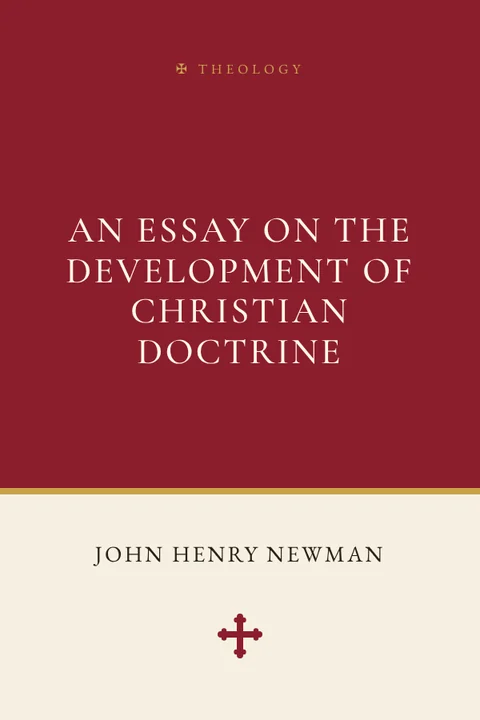 ✠ THEOLOGY
AN ESSAY ON THE
DEVELOPMENT OF
CHRISTIAN
DOCTRINE
JOHN HENRY NEWMAN